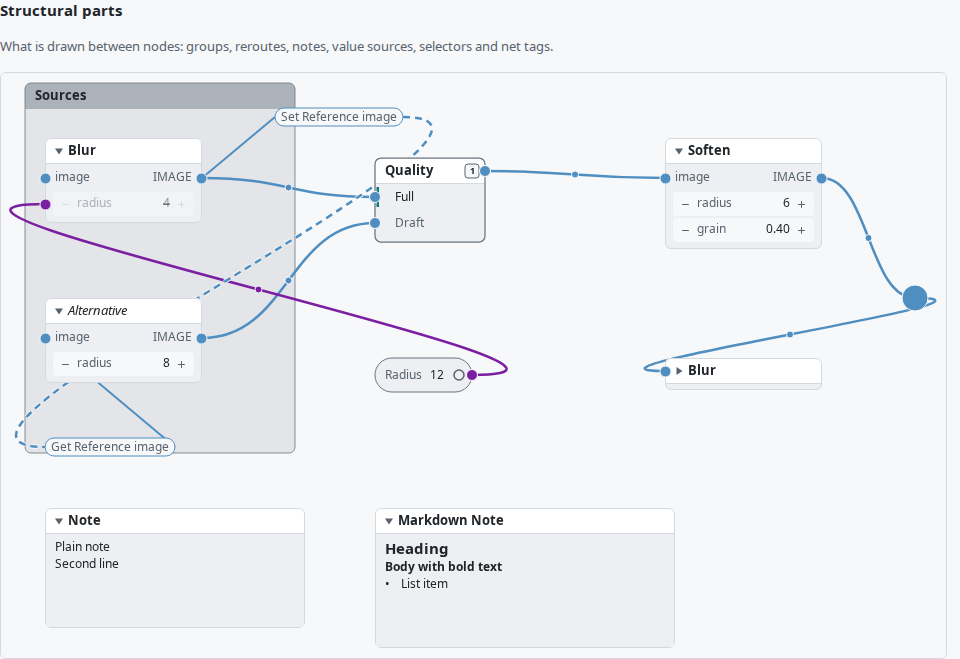 Structural parts
What is drawn between nodes: groups, reroutes, notes, value sources, selectors and net tags.
Sources
Set Reference image
Blur
image IMAGE
− radius 4 +
Quality 1
Full
Draft
Soften
image IMAGE
− radius 6 +
− grain 0.40 +
Alternative
image IMAGE
− radius 8 +
Radius 12
Blur
Get Reference image
Note
Plain note
Second line
Markdown Note
Heading
Body with bold text
• List item